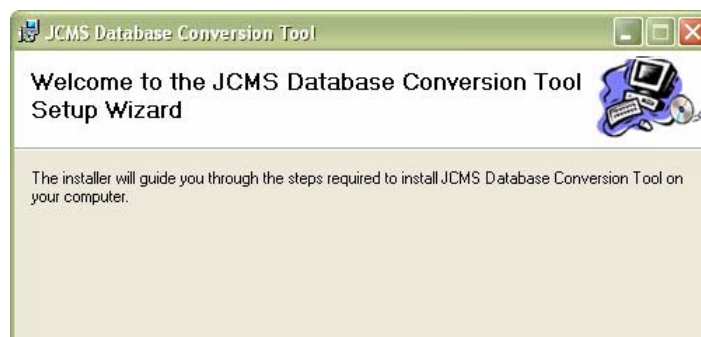 JCMS Database Conversion Tool
Welcome to the JCMS Database Conversion Tool
Setup Wizard
The installer will guide you through the steps required to install JCMS Database Conversion Tool on
your computer.